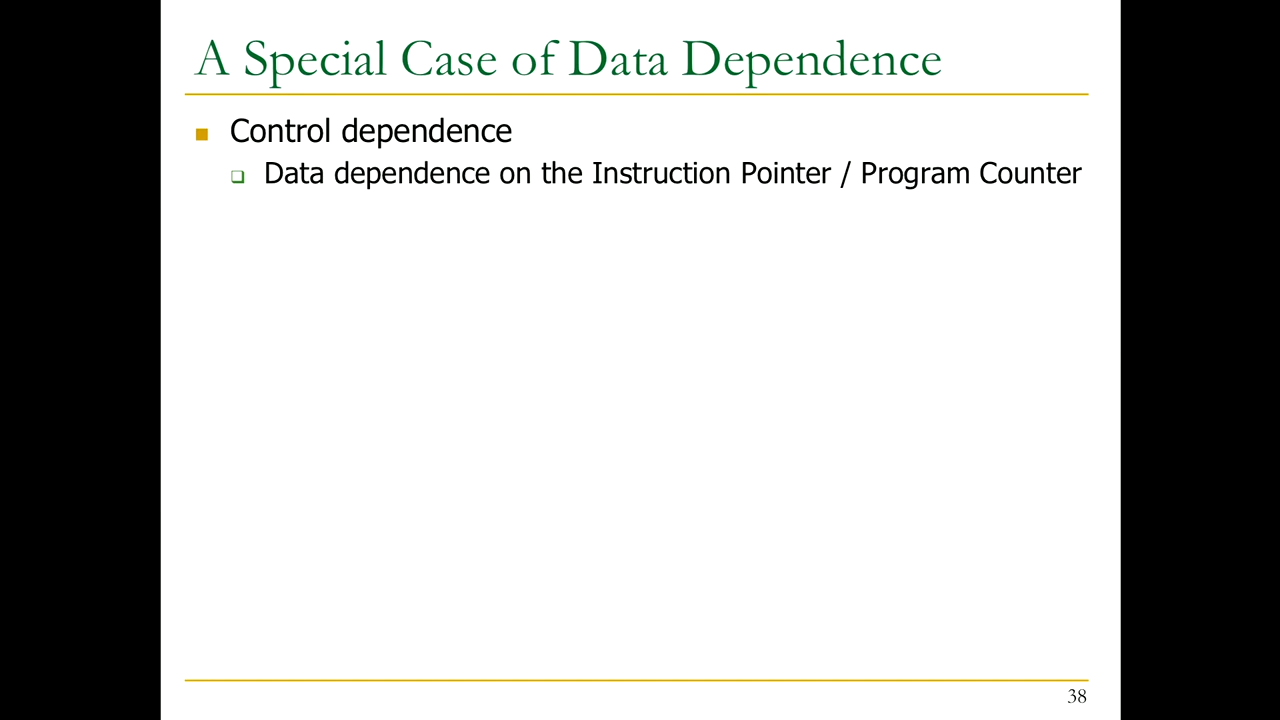 A Special Case of Data Dependence
Control dependence
Data dependence on the Instruction Pointer / Program Counter
38